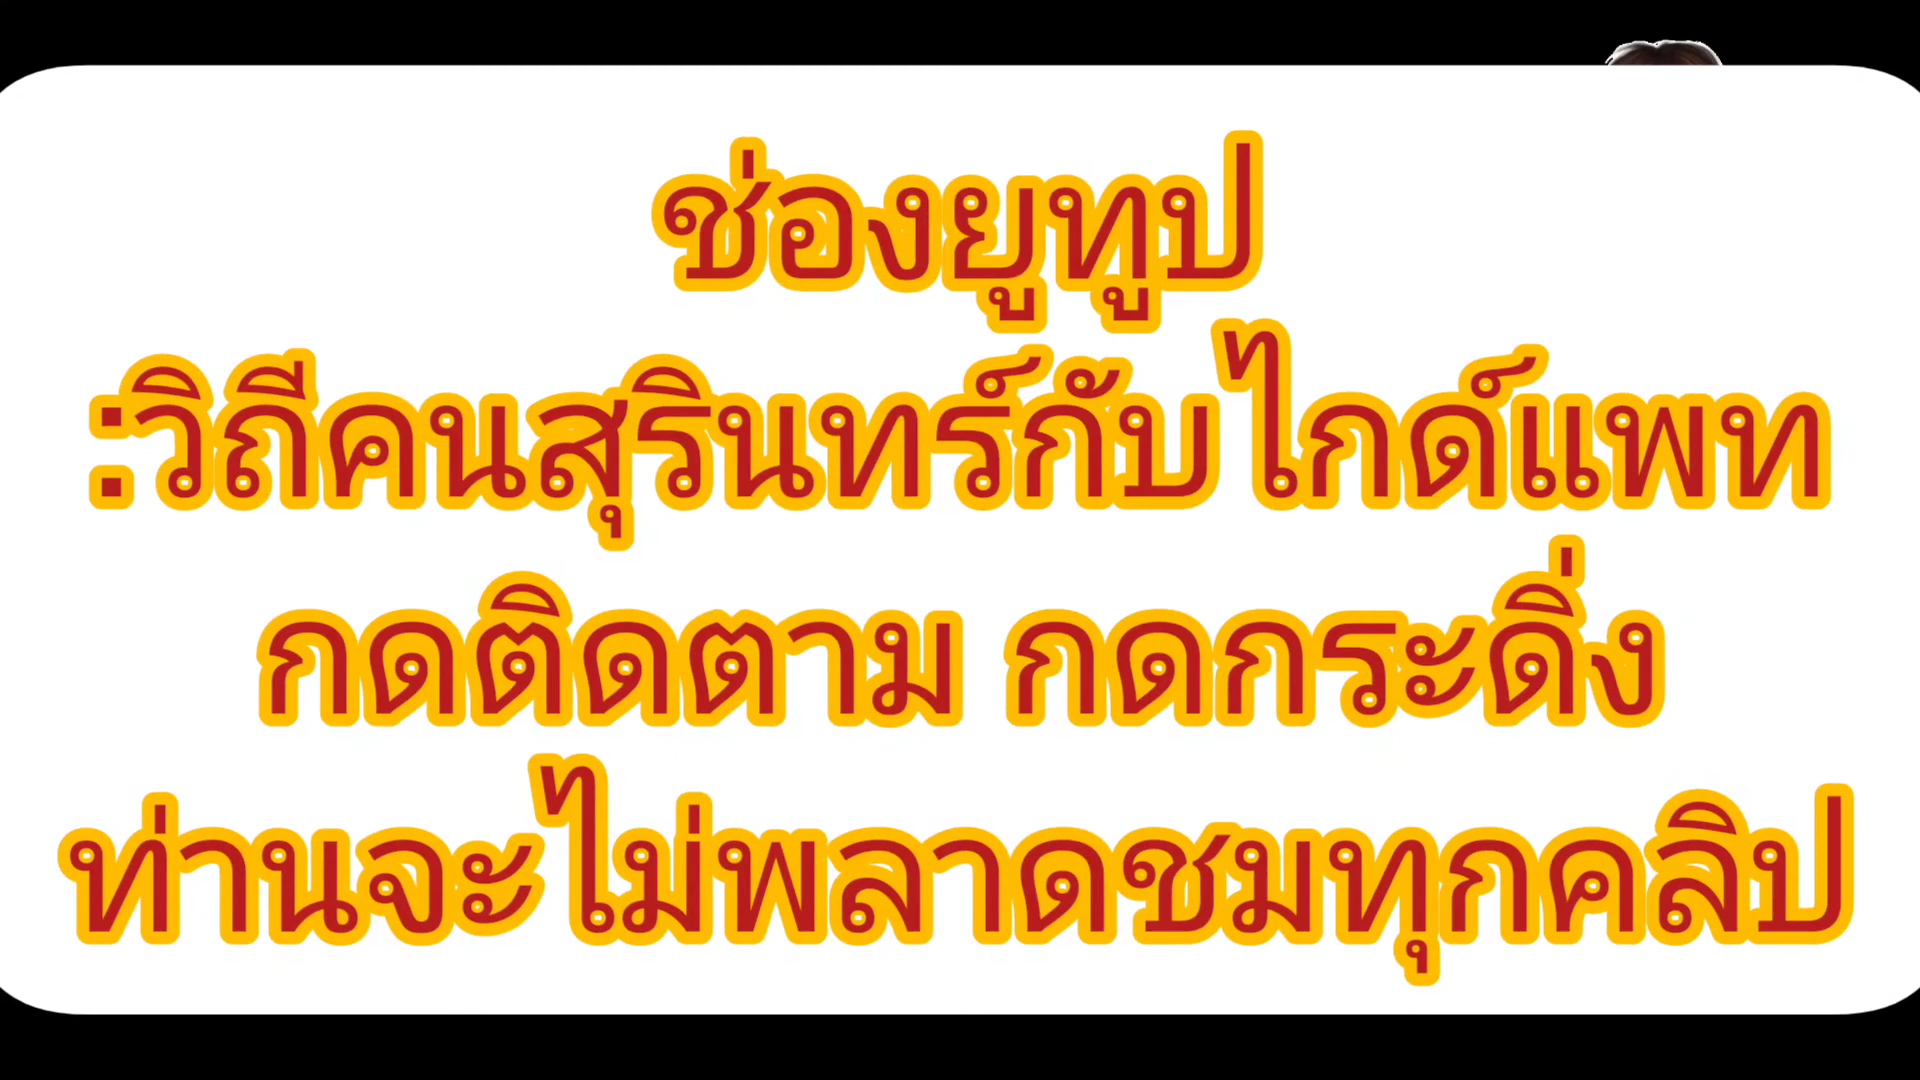 ช่องยูทูป
:วิถีคนสุรินทร์กับไกด์แพท
กดติดตาม กดกระดิ่ง
ท่านจะไม่พลาดชมทุกคลิป